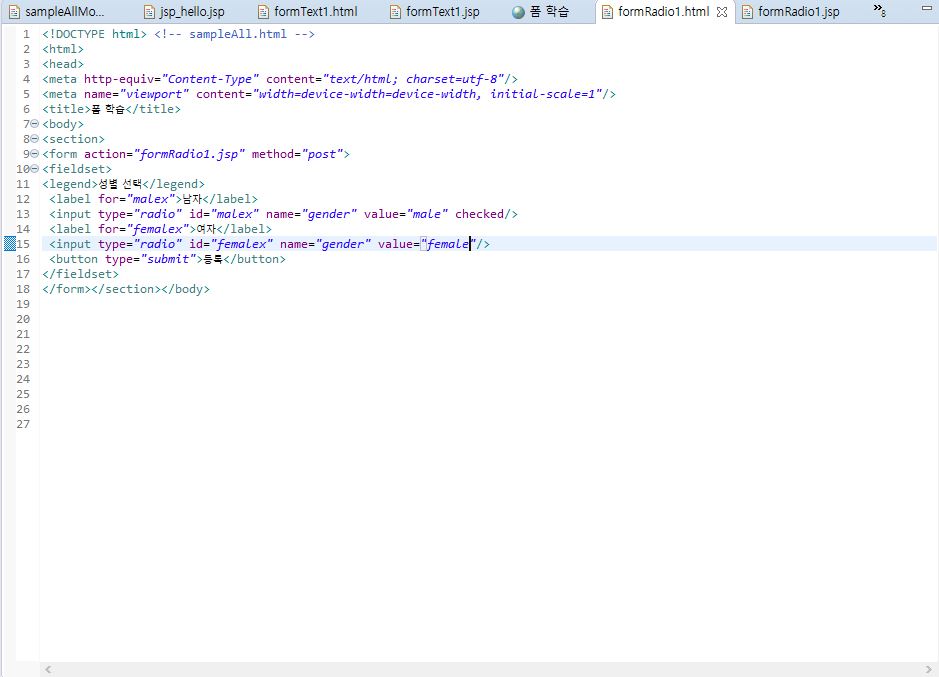 sampleAllMo...
jsp_hello.jsp
formText1.html
formText1.jsp
폼 학습
formRadio1.html
formRadio1.jsp
»8
1 <!DOCTYPE html> <!-- sampleAll.html -->
2 <html>
3 <head>
4 <meta http-equiv="Content-Type" content="text/html; charset=utf-8"/>
5 <meta name="viewport" content="width=device-width=device-width, initial-scale=1"/>
6 <title>폼 학습</title>
7 <body>
8 <section>
9 <form action="formRadio1.jsp" method="post">
10 <fieldset>
11 <legend>성별 선택</legend>
12 <label for="malex">남자</label>
13 <input type="radio" id="malex" name="gender" value="male" checked/>
14 <label for="femalex">여자</label>
15 <input type="radio" id="femalex" name="gender" value="female"/>
16 <button type="submit">등록</button>
17 </fieldset>
18 </form></section></body>
19
20
21
22
23
24
25
26
27